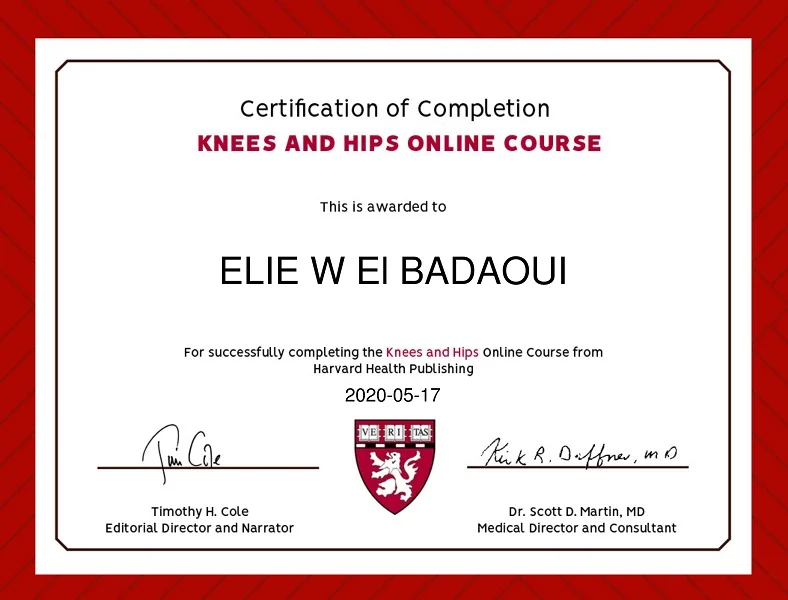 Certification of Completion
KNEES AND HIPS ONLINE COURSE
This is awarded to
ELIE W El BADAOUI
For successfully completing the Knees and Hips Online Course from
Harvard Health Publishing
2020-05-17
VE RI TAS
Tim Cole
Kirk R. Daffner, MD
Timothy H. Cole
Editorial Director and Narrator
Dr. Scott D. Martin, MD
Medical Director and Consultant